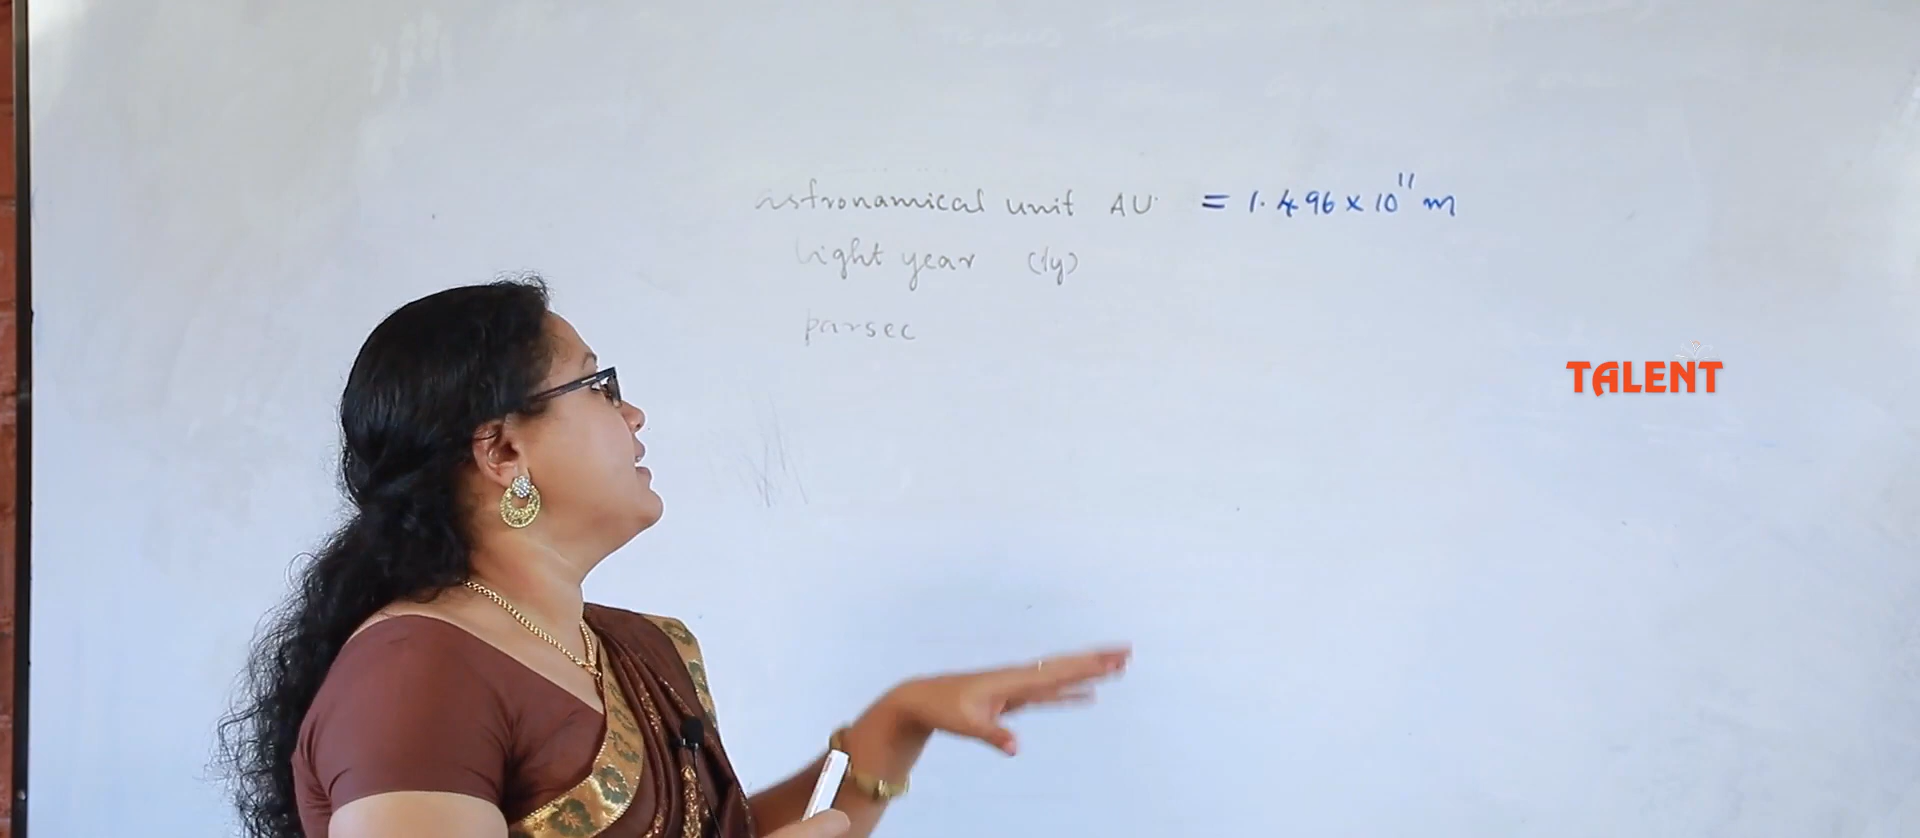 astronamical unit AU = 1.496 x 10¹¹ m
light year (ly)
parsec
TALENT